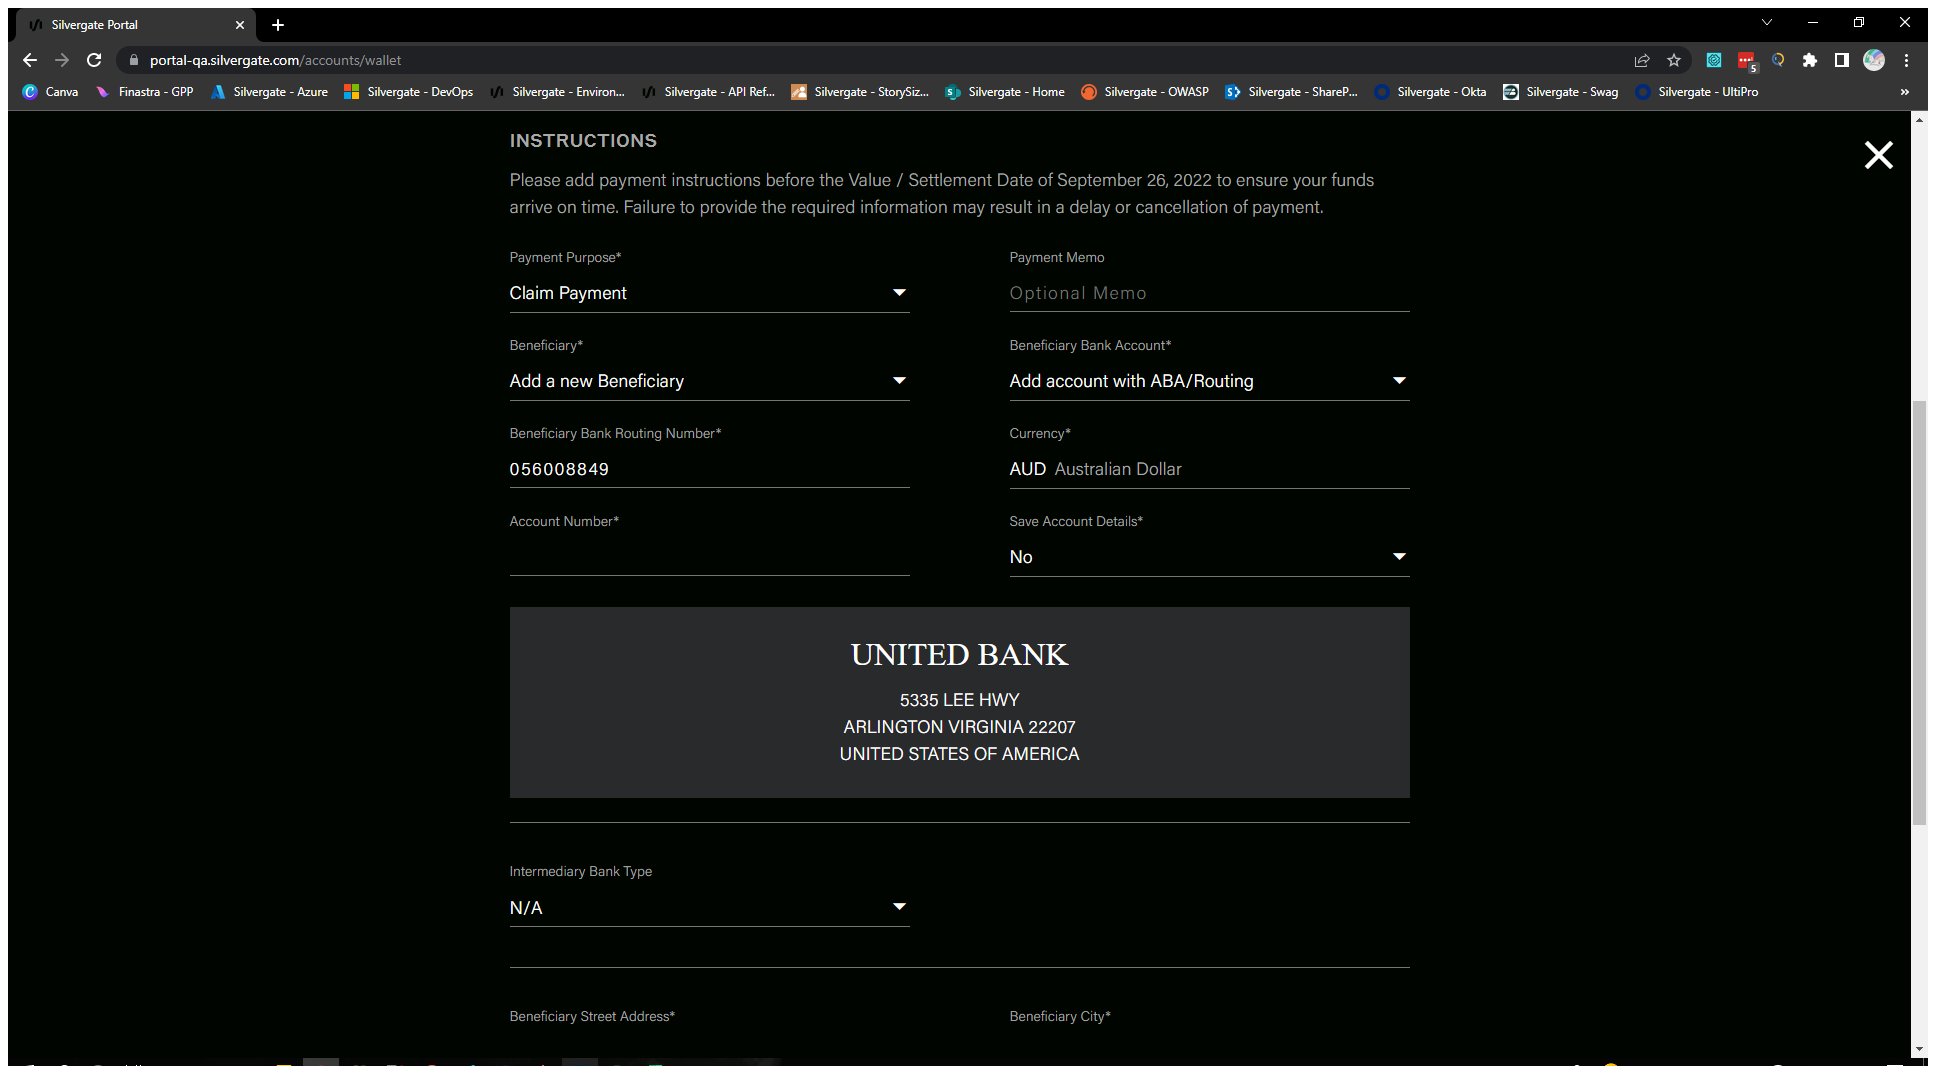 Silvergate Portal
portal-qa.silvergate.com/accounts/wallet
5
Canva Finastra - GPP Silvergate - Azure Silvergate - DevOps Silvergate - Environ... Silvergate - API Ref... Silvergate - StorySiz... Silvergate - Home Silvergate - OWASP Silvergate - ShareP... Silvergate - Okta Silvergate - Swag Silvergate - UltiPro
INSTRUCTIONS
Please add payment instructions before the Value / Settlement Date of September 26, 2022 to ensure your funds
arrive on time. Failure to provide the required information may result in a delay or cancellation of payment.
Payment Purpose* Payment Memo
Claim Payment Optional Memo
Beneficiary* Beneficiary Bank Account*
Add a new Beneficiary Add account with ABA/Routing
Beneficiary Bank Routing Number* Currency*
056008849 AUD Australian Dollar
Account Number* Save Account Details*
No
UNITED BANK
5335 LEE HWY
ARLINGTON VIRGINIA 22207
UNITED STATES OF AMERICA
Intermediary Bank Type
N/A
Beneficiary Street Address* Beneficiary City*